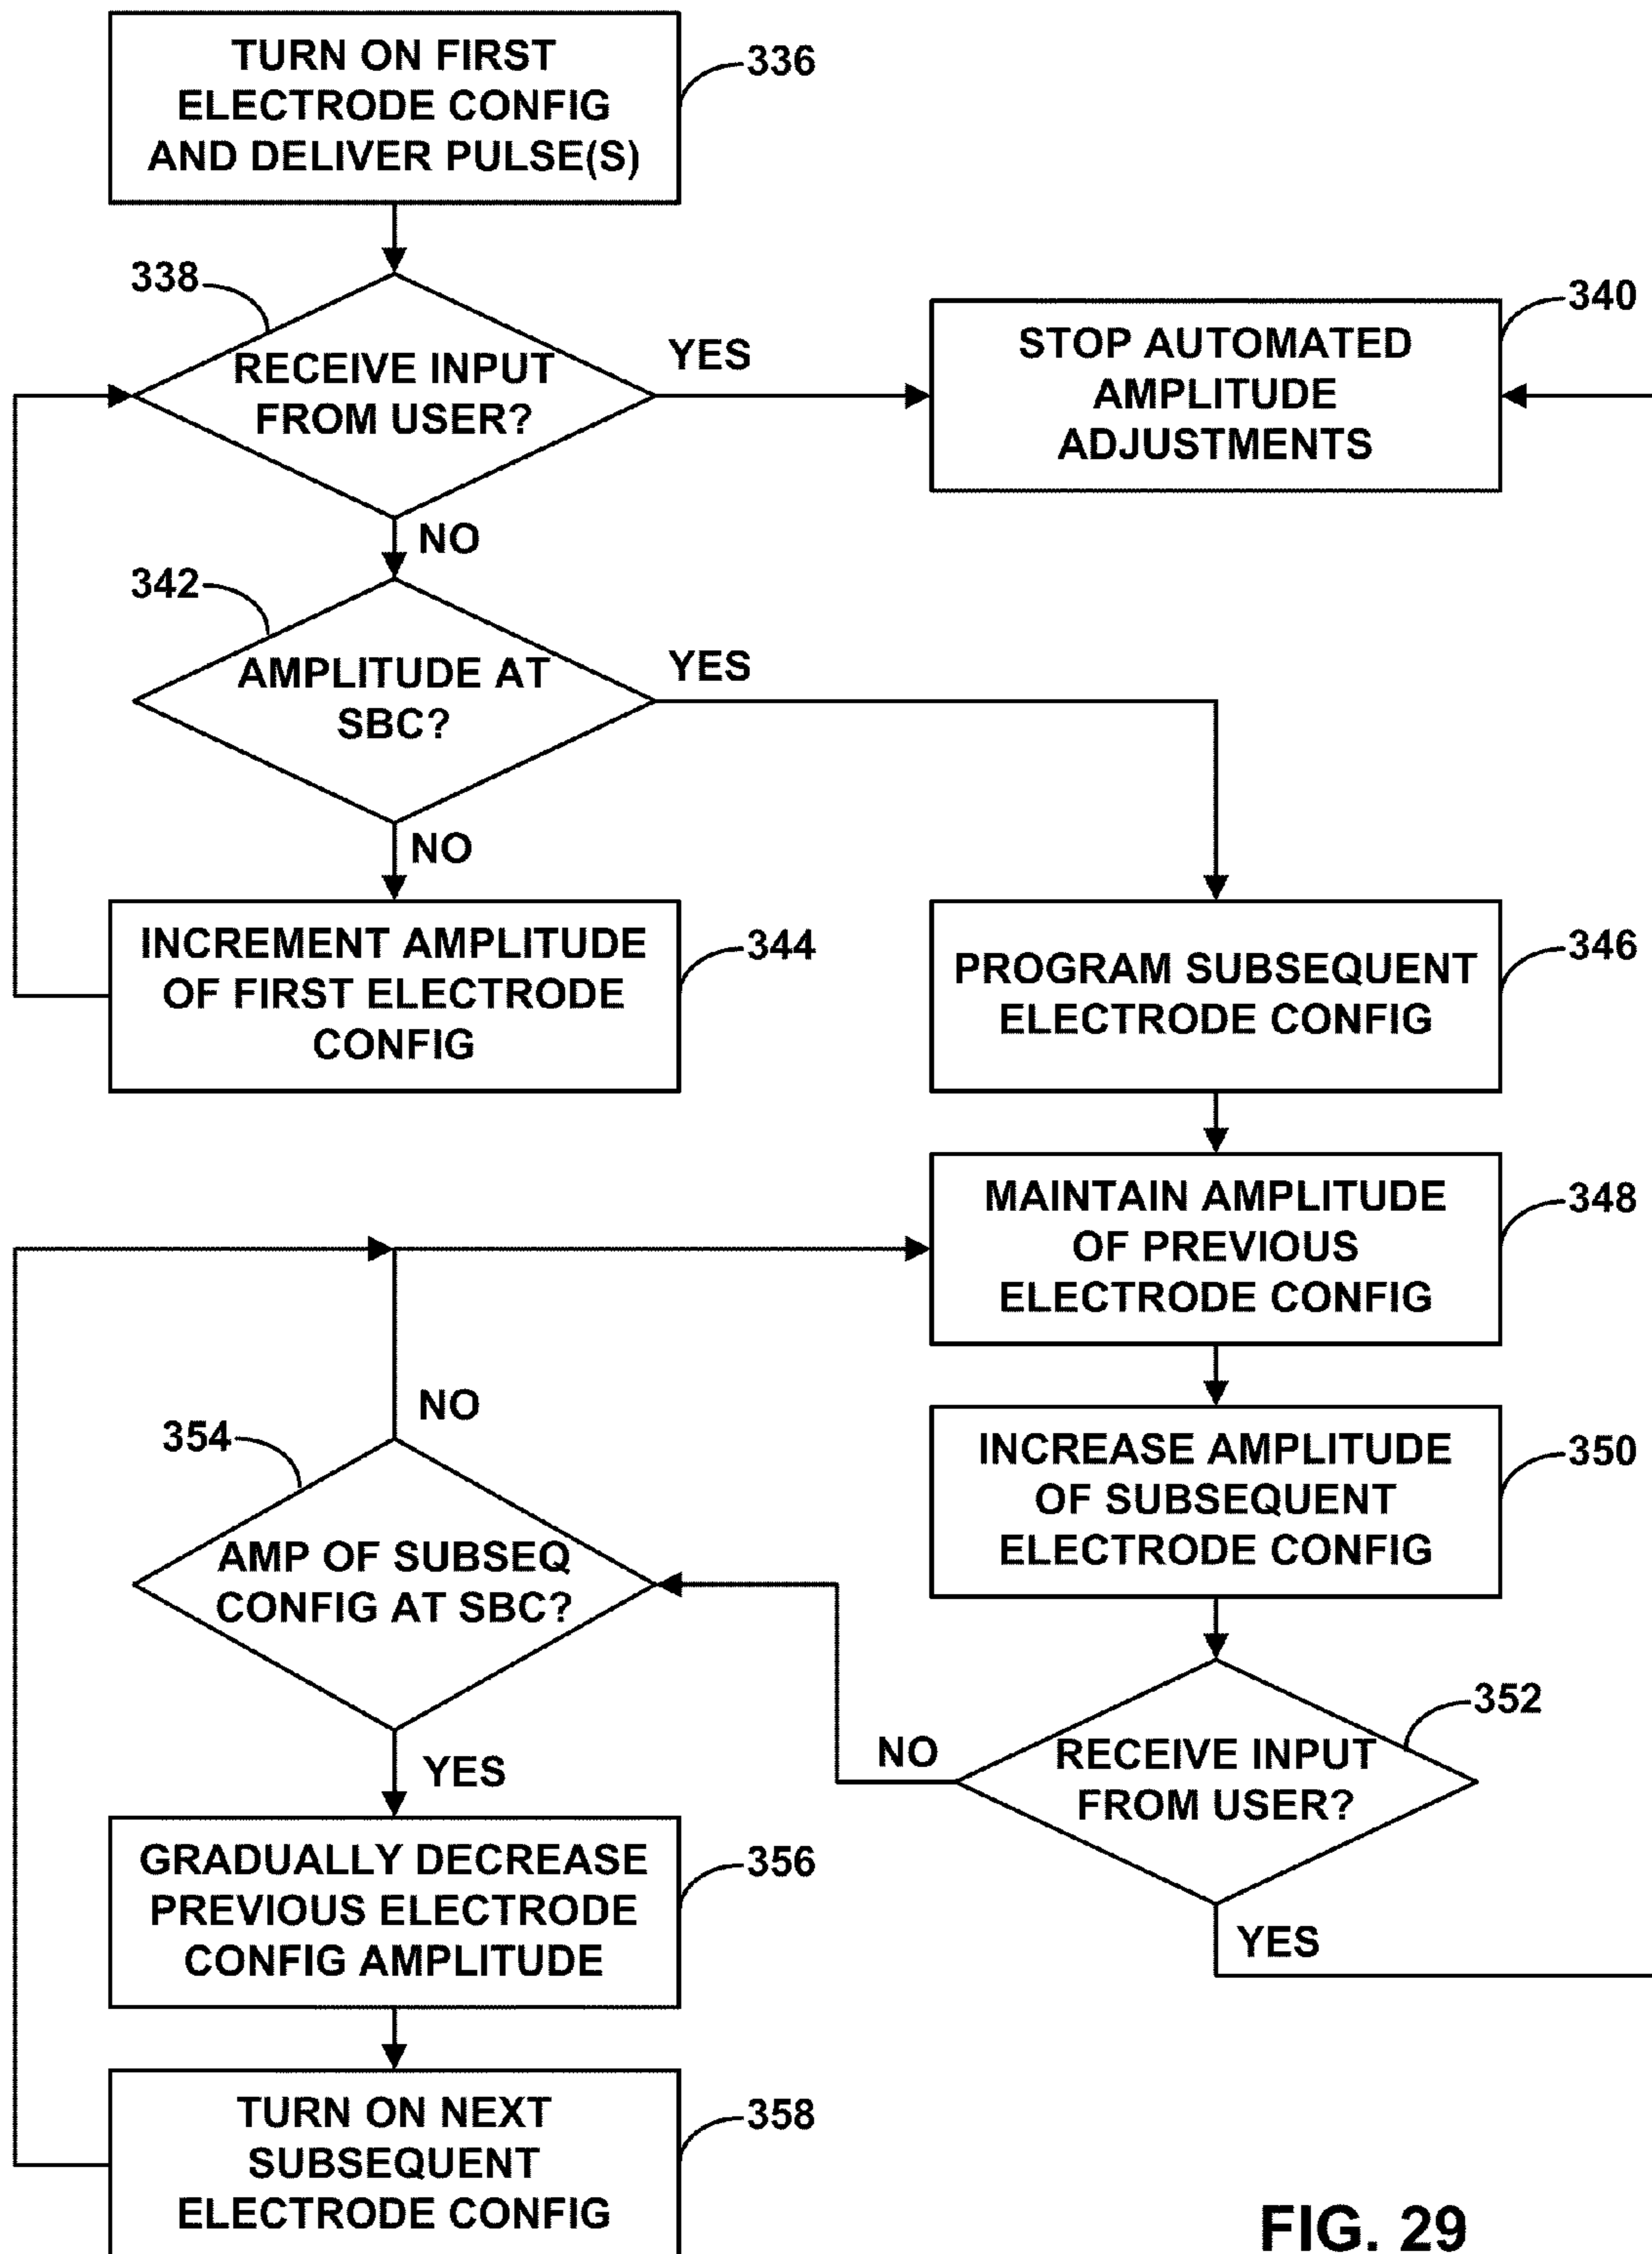 TURN ON FIRST
ELECTRODE CONFIG
AND DELIVER PULSE(S)
336
338
RECEIVE INPUT
FROM USER?
YES
340
STOP AUTOMATED
AMPLITUDE
ADJUSTMENTS
NO
342
AMPLITUDE AT
SBC?
YES
NO
INCREMENT AMPLITUDE
OF FIRST ELECTRODE
CONFIG
344
PROGRAM SUBSEQUENT
ELECTRODE CONFIG
346
MAINTAIN AMPLITUDE
OF PREVIOUS
ELECTRODE CONFIG
348
INCREASE AMPLITUDE
OF SUBSEQUENT
ELECTRODE CONFIG
350
352
RECEIVE INPUT
FROM USER?
NO
YES
354
NO
AMP OF SUBSEQ
CONFIG AT SBC?
YES
GRADUALLY DECREASE
PREVIOUS ELECTRODE
CONFIG AMPLITUDE
356
TURN ON NEXT
SUBSEQUENT
ELECTRODE CONFIG
358
FIG. 29